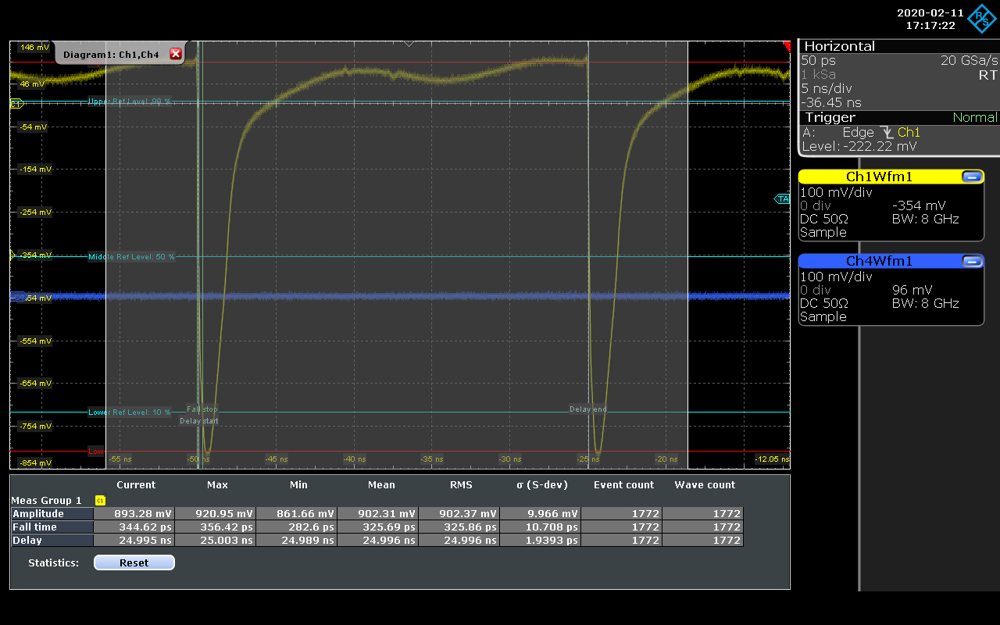 2020-02-11
17:17:22
R S
Diagram1: Ch1,Ch4
146 mV
46 mV
C1
Upper Ref Level: 90 %
-54 mV
-154 mV
-254 mV
TA
-354 mV
Middle Ref Level: 50 %
-554 mV
-654 mV
Lower Ref Level: 10 %
Fall stop
Delay end
Delay start
-754 mV
Low
-854 mV
-55 ns
-50 ns
-45 ns
-40 ns
-35 ns
-30 ns
-25 ns
-20 ns
-12.05 ns
Horizontal
50 ps 20 GSa/s
1 kSa RT
5 ns/div
-36.45 ns
Trigger Normal
A: Edge Ch1
Level: -222.22 mV
Ch1Wfm1
100 mV/div
0 div -354 mV
DC 50Ω BW: 8 GHz
Sample
Ch4Wfm1
100 mV/div
0 div 96 mV
DC 50Ω BW: 8 GHz
Sample
Current Max Min Mean RMS σ (S-dev) Event count Wave count
Meas Group 1 C1
Amplitude 893.28 mV 920.95 mV 861.66 mV 902.31 mV 902.37 mV 9.966 mV 1772 1772
Fall time 344.62 ps 356.42 ps 282.6 ps 325.69 ps 325.86 ps 10.708 ps 1772 1772
Delay 24.995 ns 25.003 ns 24.989 ns 24.996 ns 24.996 ns 1.9393 ps 1772 1772
Statistics: Reset